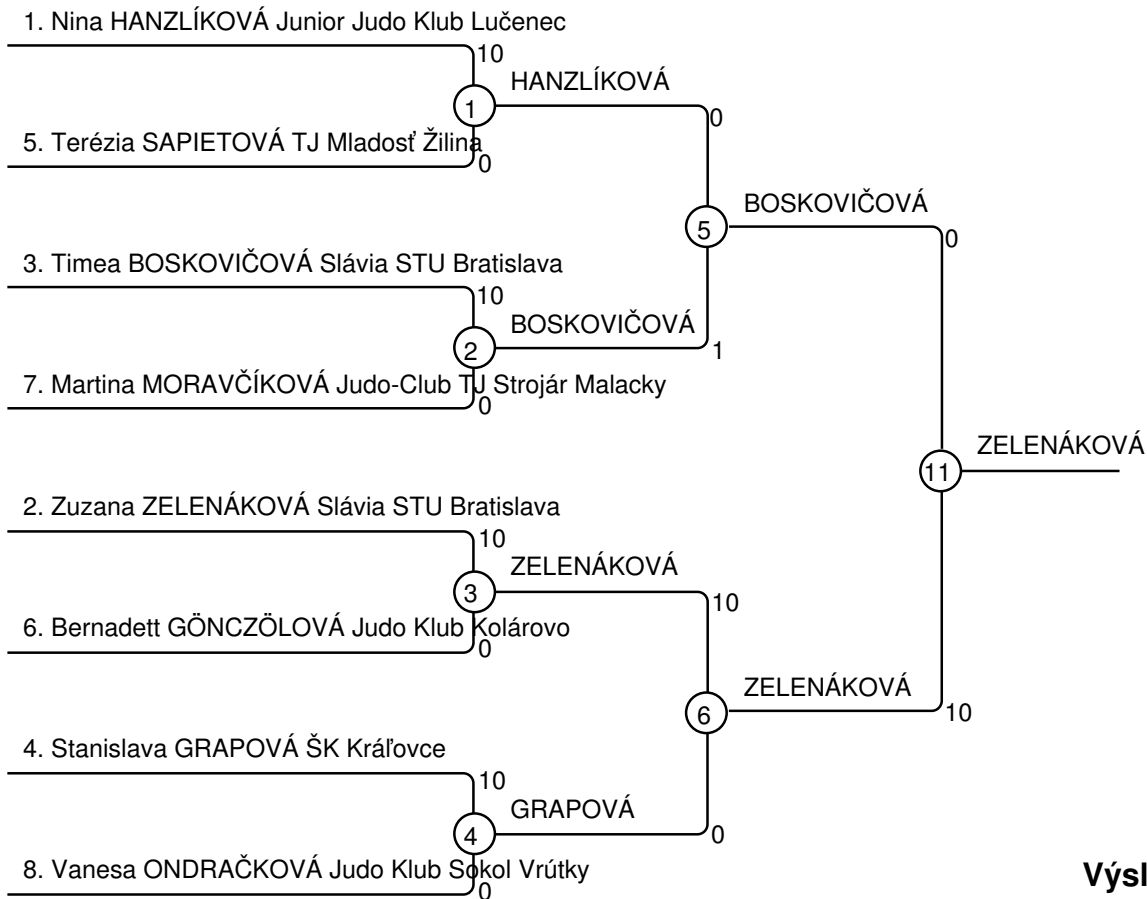 1. Nina HANZLÍKOVÁ Junior Judo Klub Lučenec
10
HANZLÍKOVÁ
1
0
5. Terézia SAPIETOVÁ TJ Mladosť Žilina
0
BOSKOVIČOVÁ
5
0
3. Timea BOSKOVIČOVÁ Slávia STU Bratislava
10
BOSKOVIČOVÁ
2
1
7. Martina MORAVČÍKOVÁ Judo-Club TJ Strojár Malacky
0
ZELENÁKOVÁ
11
2. Zuzana ZELENÁKOVÁ Slávia STU Bratislava
10
ZELENÁKOVÁ
3
10
6. Bernadett GÖNCZÖLOVÁ Judo Klub Kolárovo
0
ZELENÁKOVÁ
6
10
4. Stanislava GRAPOVÁ ŠK Kráľovce
10
GRAPOVÁ
4
0
8. Vanesa ONDRAČKOVÁ Judo Klub Sokol Vrútky
0
Výsl